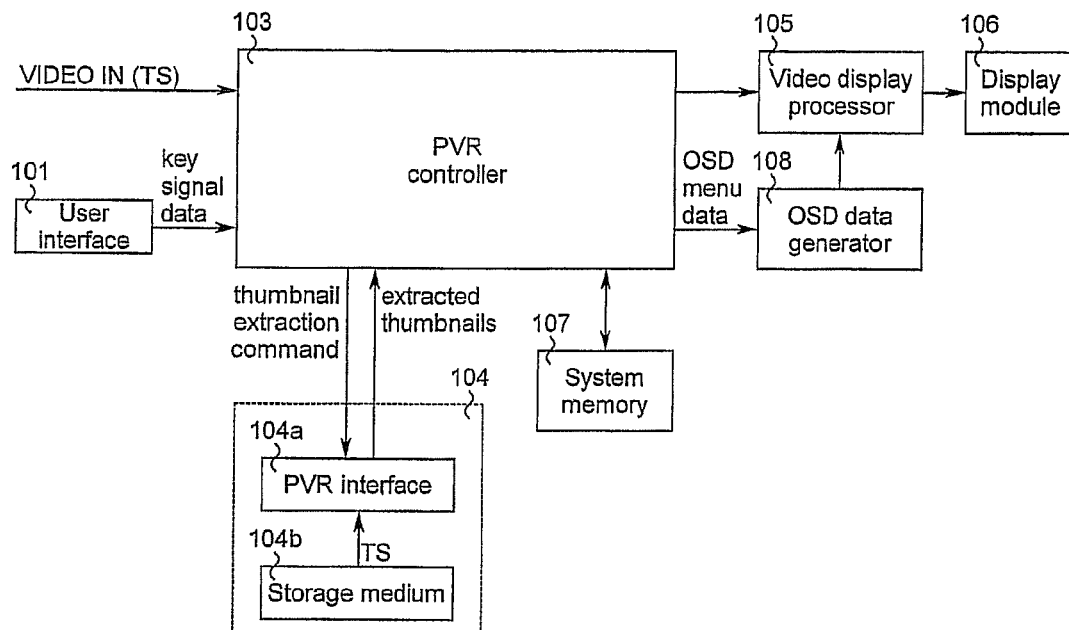 103
VIDEO IN (TS)
101
User
interface
key
signal
data
PVR
controller
105
Video display
processor
106
Display
module
OSD
menu
data
108
OSD data
generator
thumbnail
extraction
command
extracted
thumbnails
107
System
memory
104
104a
PVR interface
104b
TS
Storage medium